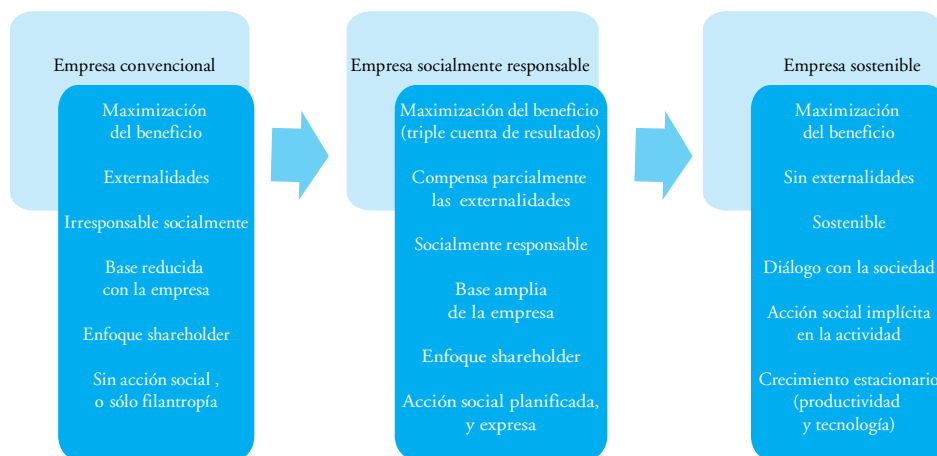 Empresa convencional
Maximización
del beneficio
Externalidades
Irresponsable socialmente
Base reducida
con la empresa
Enfoque shareholder
Sin acción social ,
o sólo filantropía
Empresa socialmente responsable
Maximización del beneficio
(triple cuenta de resultados)
Compensa parcialmente
las externalidades
Socialmente responsable
Base amplia
de la empresa
Enfoque shareholder
Acción social planificada,
y expresa
Empresa sostenible
Maximización
del beneficio
Sin externalidades
Sostenible
Diálogo con la sociedad
Acción social implícita
en la actividad
Crecimiento estacionario
(productividad
y tecnología)